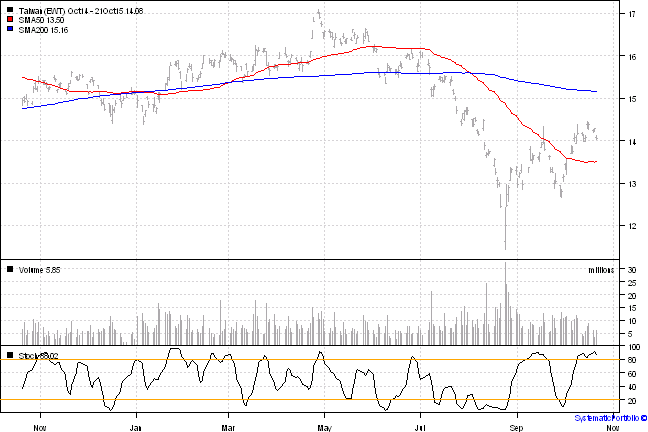 Taiwan (EWT) Oct14 - 21Oct15 14.08
SMA50 13.50
SMA200 15.16
17
16
15
14
13
12
Volume 5.85
millions
30
25
20
15
10
5
100
80
60
40
20
Nov
Jan
Mar
May
Jul
Sep
Nov
SystematicPortfolio ©